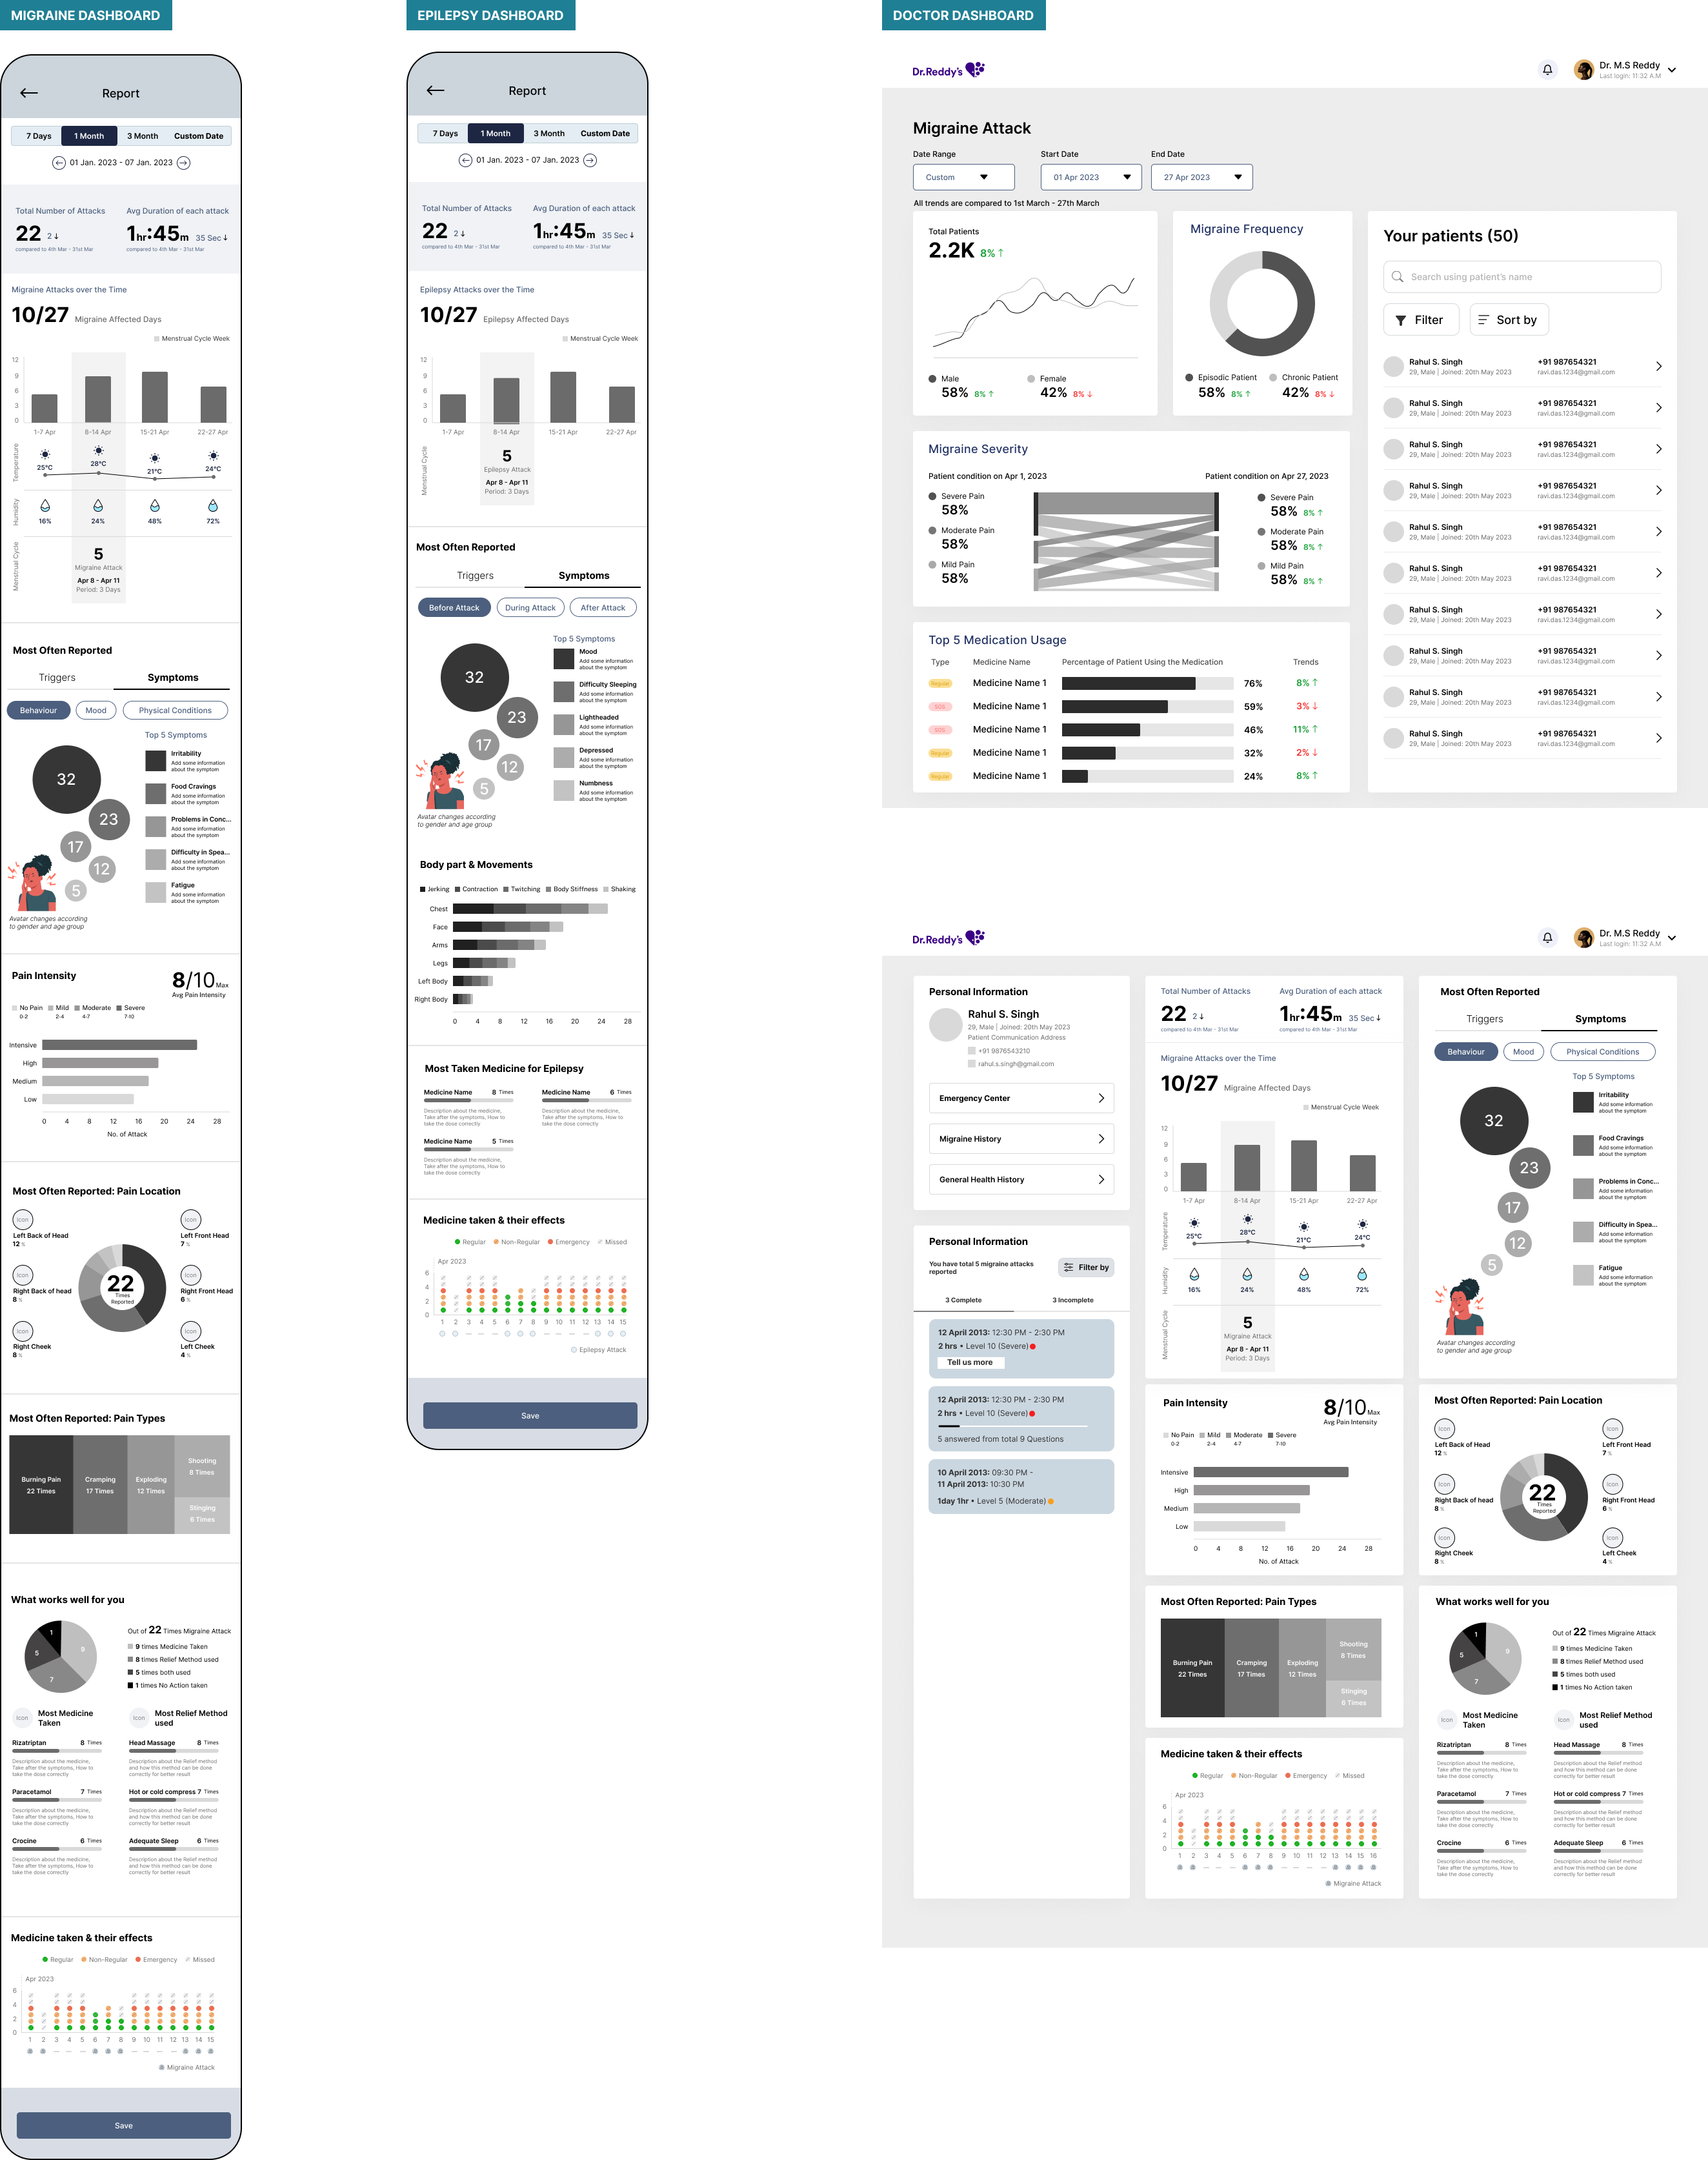 MIGRAINE DASHBOARD
Report
7 Days 1 Month 3 Month Custom Date
01 Jan. 2023 - 07 Jan. 2023
Total Number of Attacks Avg Duration of each attack
22 2↓ 1hr:45m 35 Sec↓
compared to 4th Mar - 31st Mar compared to 4th Mar - 31st Mar
Migraine Attacks over the Time
10/27 Migraine Affected Days
Menstrual Cycle Week
12
9
6
3
0
1-7 Apr 8-14 Apr 15-21 Apr 22-27 Apr
Temperature
25°C 28°C 21°C 24°C
Humidity
16% 24% 48% 72%
Menstrual Cycle
5
Migraine Attack
Apr 8 - Apr 11
Period: 3 Days
Most Often Reported
Triggers Symptoms
Behaviour Mood Physical Conditions
Top 5 Symptoms
32
23
17
12
5
Irritability
Add some information
about the symptom
Food Cravings
Add some information
about the symptom
Problems in Conc...
Add some information
about the symptom
Difficulty in Spea...
Add some information
about the symptom
Fatigue
Add some information
about the symptom
Avatar changes according
to gender and age group
Pain Intensity
8/10Max
Avg Pain Intensity
No Pain Mild Moderate Severe
0-2 2-4 4-7 7-10
Intensive
High
Medium
Low
0 4 8 12 16 20 24 28
No. of Attack
Most Often Reported: Pain Location
Icon Icon
Left Back of Head Left Front Head
12 % 7 %
Icon Icon
Right Back of head Right Front Head
8 % 6 %
22
Times
Reported
Icon Icon
Right Cheek Left Cheek
8 % 4 %
Most Often Reported: Pain Types
Burning Pain
22 Times
Cramping
17 Times
Exploding
12 Times
Shooting
8 Times
Stinging
6 Times
What works well for you
1
9
5
7
Out of 22 Times Migraine Attack
9 times Medicine Taken
8 times Relief Method used
5 times both used
1 times No Action taken
Icon Most Medicine
Taken
Icon Most Relief Method
used
Rizatriptan 8 Times
Description about the medicine,
Take after the symptoms, How to
take the dose correctly
Head Massage 8 Times
Description about the Relief method
and how this method can be done
correctly for better result
Paracetamol 7 Times
Description about the medicine,
Take after the symptoms, How to
take the dose correctly
Hot or cold compress 7 Times
Description about the Relief method
and how this method can be done
correctly for better result
Crocine 6 Times
Description about the medicine,
Take after the symptoms, How to
take the dose correctly
Adequate Sleep 6 Times
Description about the Relief method
and how this method can be done
correctly for better result
Medicine taken & their effects
Regular Non-Regular Emergency Missed
Apr 2023
6
4
2
0
1 2 3 4 5 6 7 8 9 10 11 12 13 14 15
Migraine Attack
Save
EPILEPSY DASHBOARD
Report
7 Days 1 Month 3 Month Custom Date
01 Jan. 2023 - 07 Jan. 2023
Total Number of Attacks Avg Duration of each attack
22 2↓ 1hr:45m 35 Sec↓
compared to 4th Mar - 31st Mar compared to 4th Mar - 31st Mar
Epilepsy Attacks over the Time
10/27 Epilepsy Affected Days
Menstrual Cycle Week
12
9
6
3
0
1-7 Apr 8-14 Apr 15-21 Apr 22-27 Apr
Menstrual Cycle
5
Epilepsy Attack
Apr 8 - Apr 11
Period: 3 Days
Most Often Reported
Triggers Symptoms
Before Attack During Attack After Attack
Top 5 Symptoms
32
23
17
12
5
Mood
Add some information
about the symptom
Difficulty Sleeping
Add some information
about the symptom
Lightheaded
Add some information
about the symptom
Depressed
Add some information
about the symptom
Numbness
Add some information
about the symptom
Avatar changes according
to gender and age group
Body part & Movements
Jerking Contraction Twitching Body Stiffness Shaking
Chest
Face
Arms
Legs
Left Body
Right Body
0 4 8 12 16 20 24 28
Most Taken Medicine for Epilepsy
Medicine Name 8 Times
Description about the medicine,
Take after the symptoms, How to
take the dose correctly
Medicine Name 6 Times
Description about the medicine,
Take after the symptoms, How to
take the dose correctly
Medicine Name 5 Times
Description about the medicine,
Take after the symptoms, How to
take the dose correctly
Medicine taken & their effects
Regular Non-Regular Emergency Missed
Apr 2023
6
4
2
0
1 2 3 4 5 6 7 8 9 10 11 12 13 14 15
Epilepsy Attack
Save
DOCTOR DASHBOARD
Dr.Reddy's
Dr. M.S Reddy
Last login: 11:32 A.M
Migraine Attack
Date Range Start Date End Date
Custom 01 Apr 2023 27 Apr 2023
All trends are compared to 1st March - 27th March
Total Patients
2.2K 8%↑
Male Female
58% 8%↑ 42% 8%↓
Migraine Frequency
Episodic Patient Chronic Patient
58% 8%↑ 42% 8%↓
Migraine Severity
Patient condition on Apr 1, 2023 Patient condition on Apr 27, 2023
Severe Pain Severe Pain
58% 58% 8%↑
Moderate Pain Moderate Pain
58% 58% 8%↑
Mild Pain Mild Pain
58% 58% 8%↑
Top 5 Medication Usage
Type Medicine Name Percentage of Patient Using the Medication Trends
Regular Medicine Name 1 76% 8%↑
SOS Medicine Name 1 59% 3%↓
SOS Medicine Name 1 46% 11%↑
Regular Medicine Name 1 32% 2%↓
Regular Medicine Name 1 24% 8%↑
Your patients (50)
Search using patient's name
Filter Sort by
Rahul S. Singh +91 987654321
29, Male | Joined: 20th May 2023 ravi.das.1234@gmail.com
Rahul S. Singh +91 987654321
29, Male | Joined: 20th May 2023 ravi.das.1234@gmail.com
Rahul S. Singh +91 987654321
29, Male | Joined: 20th May 2023 ravi.das.1234@gmail.com
Rahul S. Singh +91 987654321
29, Male | Joined: 20th May 2023 ravi.das.1234@gmail.com
Rahul S. Singh +91 987654321
29, Male | Joined: 20th May 2023 ravi.das.1234@gmail.com
Rahul S. Singh +91 987654321
29, Male | Joined: 20th May 2023 ravi.das.1234@gmail.com
Rahul S. Singh +91 987654321
29, Male | Joined: 20th May 2023 ravi.das.1234@gmail.com
Rahul S. Singh +91 987654321
29, Male | Joined: 20th May 2023 ravi.das.1234@gmail.com
Rahul S. Singh +91 987654321
29, Male | Joined: 20th May 2023 ravi.das.1234@gmail.com
Rahul S. Singh +91 987654321
29, Male | Joined: 20th May 2023 ravi.das.1234@gmail.com
Dr.Reddy's
Dr. M.S Reddy
Last login: 11:32 A.M
Personal Information
Rahul S. Singh
29, Male | Joined: 20th May 2023
Patient Communication Address
+91 9876543210
rahul.s.singh@gmail.com
Emergency Center
Migraine History
General Health History
Personal Information
You have total 5 migraine attacks
reported
Filter by
3 Complete 3 Incomplete
12 April 2013: 12:30 PM - 2:30 PM
2 hrs • Level 10 (Severe)
Tell us more
12 April 2013: 12:30 PM - 2:30 PM
2 hrs • Level 10 (Severe)
5 answered from total 9 Questions
10 April 2013: 09:30 PM -
11 April 2013: 10:30 PM
1day 1hr • Level 5 (Moderate)
Total Number of Attacks Avg Duration of each attack
22 2↓ 1hr:45m 35 Sec↓
compared to 4th Mar - 31st Mar compared to 4th Mar - 31st Mar
Migraine Attacks over the Time
10/27 Migraine Affected Days
Menstrual Cycle Week
12
9
6
3
0
1-7 Apr 8-14 Apr 15-21 Apr 22-27 Apr
Temperature
25°C 28°C 21°C 24°C
Humidity
16% 24% 48% 72%
Menstrual Cycle
5
Migraine Attack
Apr 8 - Apr 11
Period: 3 Days
Pain Intensity
8/10Max
Avg Pain Intensity
No Pain Mild Moderate Severe
0-2 2-4 4-7 7-10
Intensive
High
Medium
Low
0 4 8 12 16 20 24 28
No. of Attack
Most Often Reported: Pain Types
Burning Pain
22 Times
Cramping
17 Times
Exploding
12 Times
Shooting
8 Times
Stinging
6 Times
Medicine taken & their effects
Regular Non-Regular Emergency Missed
Apr 2023
6
4
2
0
1 2 3 4 5 6 7 8 9 10 11 12 13 14 15 16
Migraine Attack
Most Often Reported
Triggers Symptoms
Behaviour Mood Physical Conditions
Top 5 Symptoms
32
23
17
12
5
Irritability
Add some information
about the symptom
Food Cravings
Add some information
about the symptom
Problems in Conc...
Add some information
about the symptom
Difficulty in Spea...
Add some information
about the symptom
Fatigue
Add some information
about the symptom
Avatar changes according
to gender and age group
Most Often Reported: Pain Location
Icon Icon
Left Back of Head Left Front Head
12 % 7 %
Icon Icon
Right Back of head Right Front Head
8 % 6 %
22
Times
Reported
Icon Icon
Right Cheek Left Cheek
8 % 4 %
What works well for you
1
9
5
7
Out of 22 Times Migraine Attack
9 times Medicine Taken
8 times Relief Method used
5 times both used
1 times No Action taken
Icon Most Medicine
Taken
Icon Most Relief Method
used
Rizatriptan 8 Times
Description about the medicine,
Take after the symptoms, How to
take the dose correctly
Head Massage 8 Times
Description about the Relief method
and how this method can be done
correctly for better result
Paracetamol 7 Times
Description about the medicine,
Take after the symptoms, How to
take the dose correctly
Hot or cold compress 7 Times
Description about the Relief method
and how this method can be done
correctly for better result
Crocine 6 Times
Description about the medicine,
Take after the symptoms, How to
take the dose correctly
Adequate Sleep 6 Times
Description about the Relief method
and how this method can be done
correctly for better result